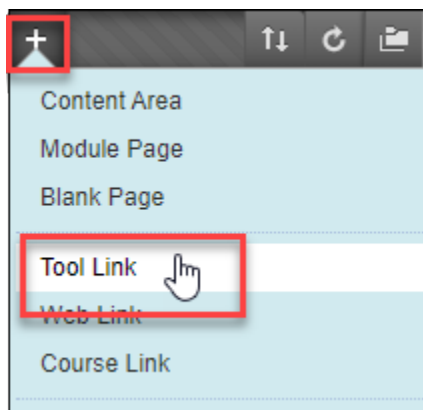 Content Area
Module Page
Blank Page
Tool Link
Web Link
Course Link